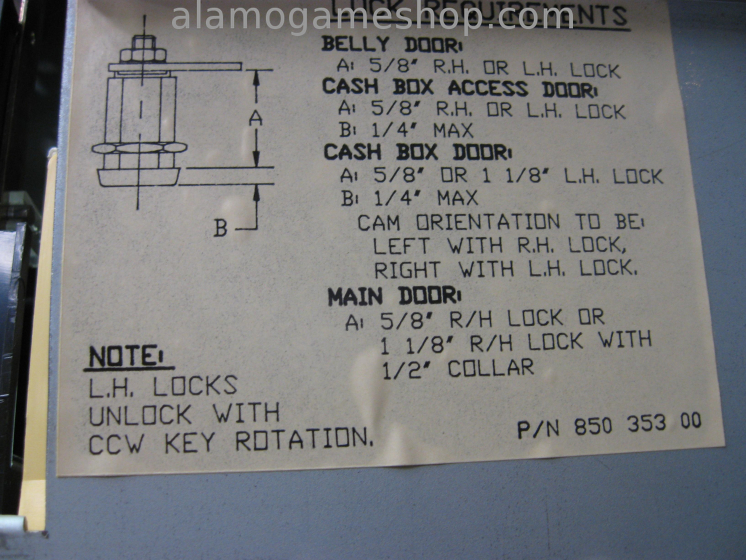 alamogameshop.com
LOCK REQUIREMENTS
BELLY DOOR:
A: 5/8" R.H. OR L.H. LOCK
CASH BOX ACCESS DOOR:
A: 5/8" R.H. OR L.H. LOCK
B: 1/4" MAX
CASH BOX DOOR:
A: 5/8" OR 1 1/8" L.H. LOCK
B: 1/4" MAX
CAM ORIENTATION TO BE:
LEFT WITH R.H. LOCK,
RIGHT WITH L.H. LOCK.
MAIN DOOR:
A: 5/8" R/H LOCK OR
1 1/8" R/H LOCK WITH
1/2" COLLAR
A
B
NOTE:
L.H. LOCKS
UNLOCK WITH
CCW KEY ROTATION.
P/N 850 353 00